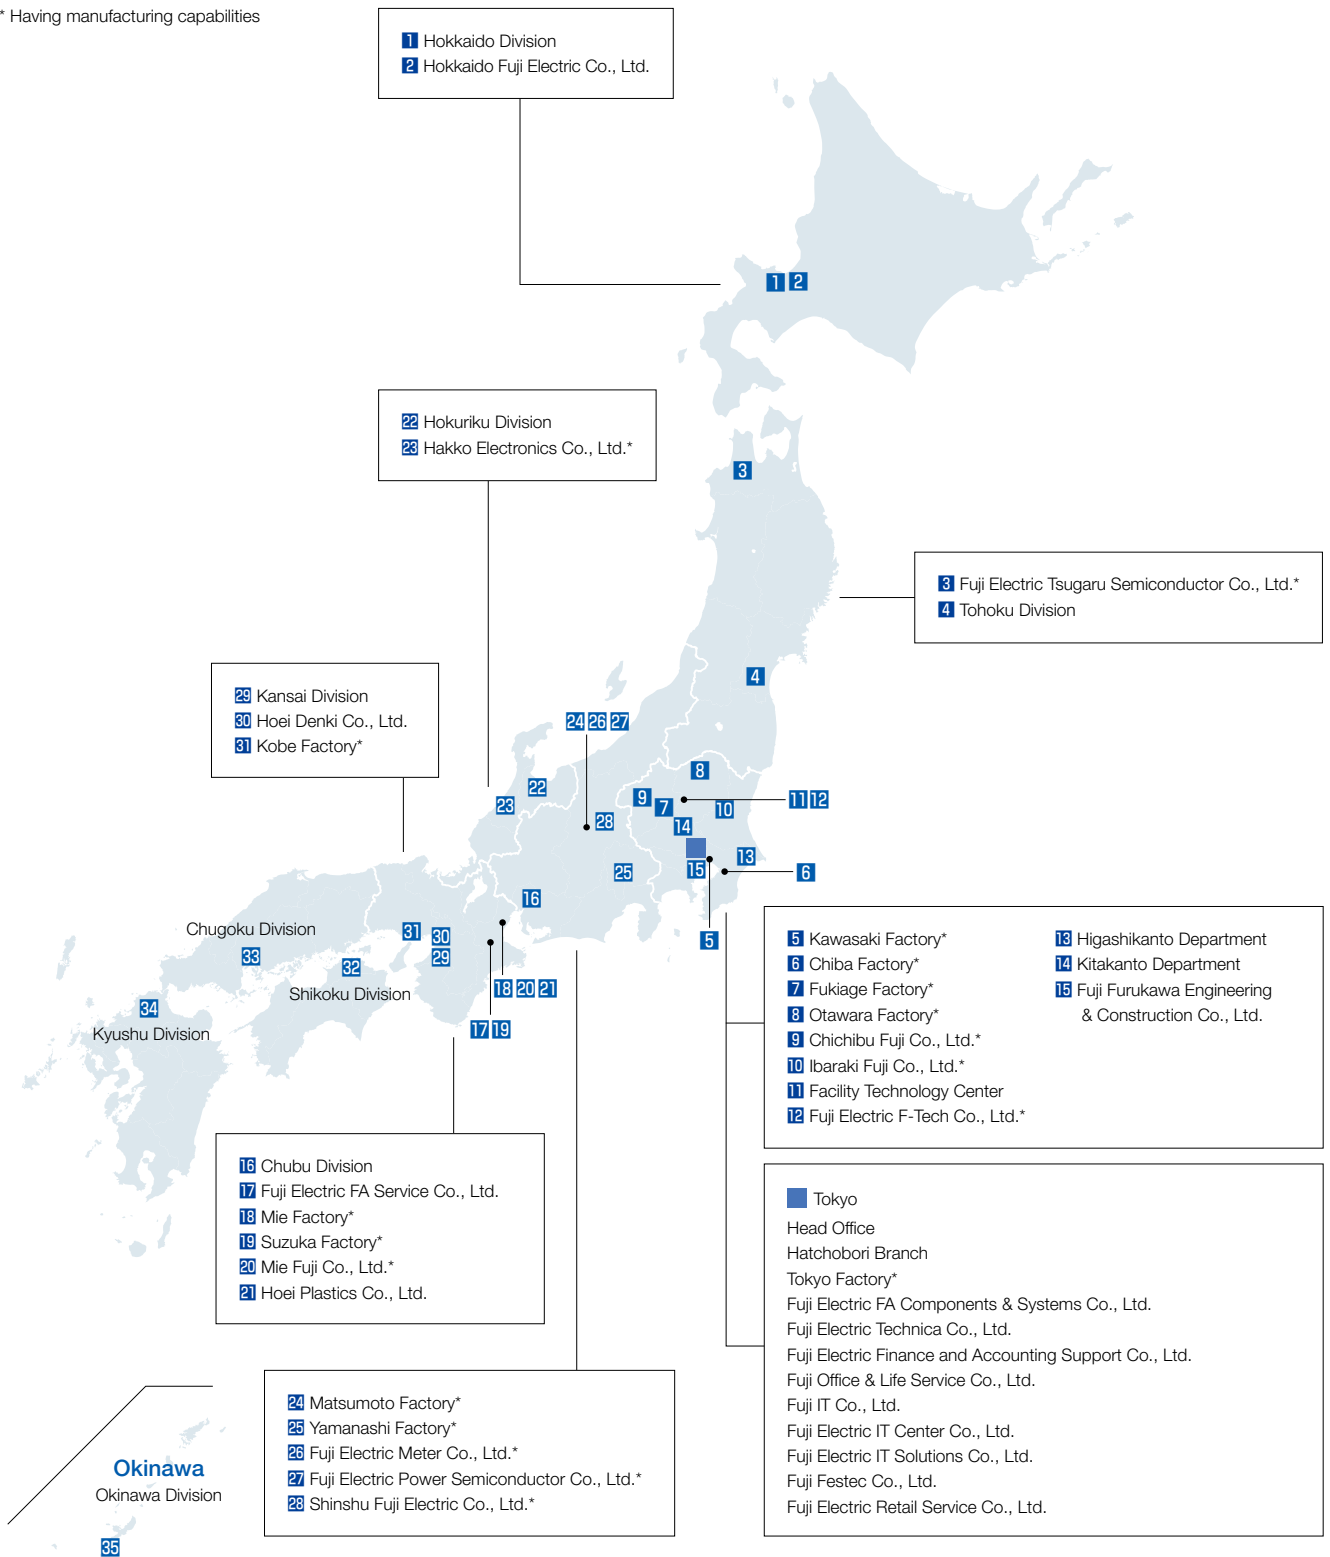 * Having manufacturing capabilities
1 Hokkaido Division
2 Hokkaido Fuji Electric Co., Ltd.
1 2
22 Hokuriku Division
23 Hakko Electronics Co., Ltd.*
3
3 Fuji Electric Tsugaru Semiconductor Co., Ltd.*
4 Tohoku Division
4
29 Kansai Division
30 Hoei Denki Co., Ltd.
31 Kobe Factory*
24 26 27
8
22
9
11 12
23
7
10
28
14
13
15
25
6
16
Chugoku Division
31
30
5
33
29
32
18 20 21
Shikoku Division
34
17 19
Kyushu Division
5 Kawasaki Factory*
6 Chiba Factory*
7 Fukiage Factory*
8 Otawara Factory*
9 Chichibu Fuji Co., Ltd.*
10 Ibaraki Fuji Co., Ltd.*
11 Facility Technology Center
12 Fuji Electric F-Tech Co., Ltd.*
13 Higashikanto Department
14 Kitakanto Department
15 Fuji Furukawa Engineering
& Construction Co., Ltd.
16 Chubu Division
17 Fuji Electric FA Service Co., Ltd.
18 Mie Factory*
19 Suzuka Factory*
20 Mie Fuji Co., Ltd.*
21 Hoei Plastics Co., Ltd.
Tokyo
Head Office
Hatchobori Branch
Tokyo Factory*
Fuji Electric FA Components & Systems Co., Ltd.
Fuji Electric Technica Co., Ltd.
Fuji Electric Finance and Accounting Support Co., Ltd.
Fuji Office & Life Service Co., Ltd.
Fuji IT Co., Ltd.
Fuji Electric IT Center Co., Ltd.
Fuji Electric IT Solutions Co., Ltd.
Fuji Festec Co., Ltd.
Fuji Electric Retail Service Co., Ltd.
24 Matsumoto Factory*
25 Yamanashi Factory*
26 Fuji Electric Meter Co., Ltd.*
27 Fuji Electric Power Semiconductor Co., Ltd.*
28 Shinshu Fuji Electric Co., Ltd.*
Okinawa
Okinawa Division
35